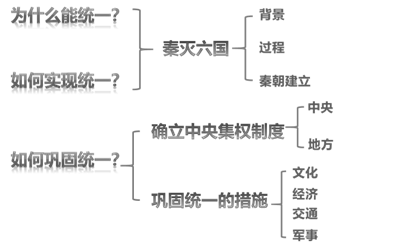 为什么能统一？
如何实现统一？
秦灭六国
背景
过程
秦朝建立
如何巩固统一？
确立中央集权制度
中央
地方
巩固统一的措施
文化
经济
交通
军事